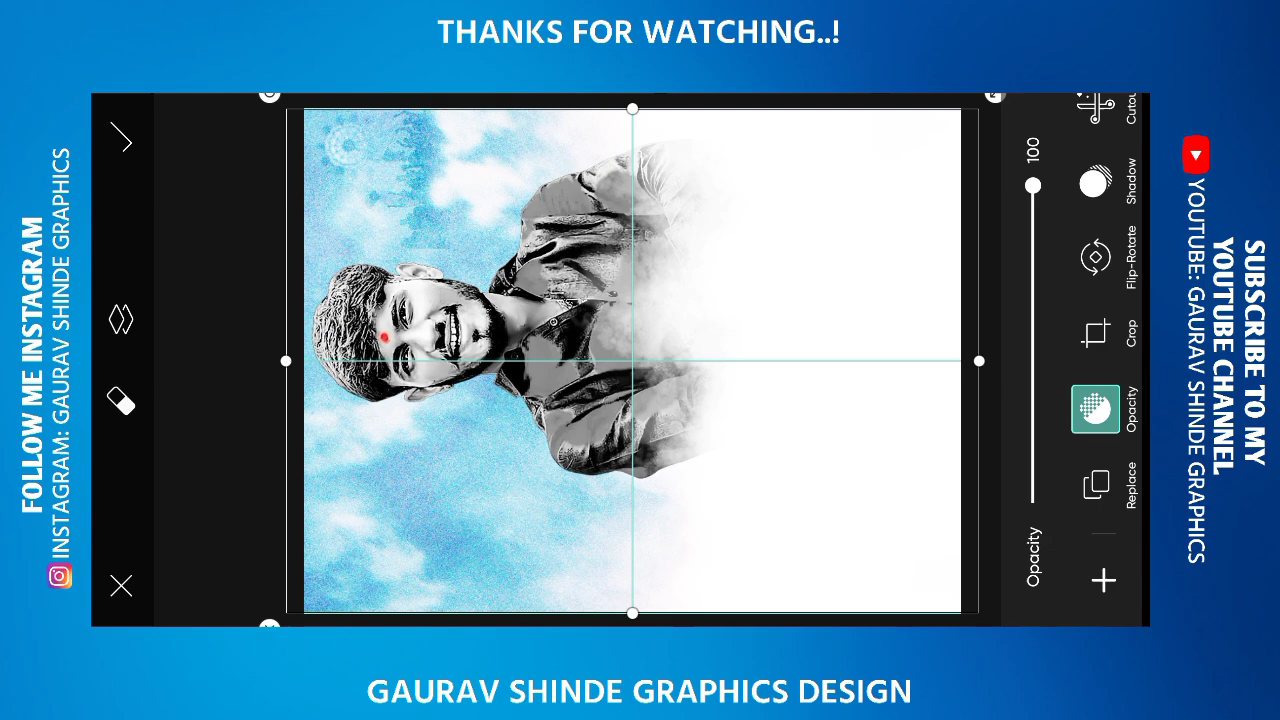 THANKS FOR WATCHING..!
FOLLOW ME INSTAGRAM
INSTAGRAM: GAURAV SHINDE GRAPHICS
100
Opacity
Cutou
Shadow
Flip-Rotate
Crop
Opacity
Replace
SUBSCRIBE TO MY
YOUTUBE CHANNEL
YOUTUBE: GAURAV SHINDE GRAPHICS
GAURAV SHINDE GRAPHICS DESIGN